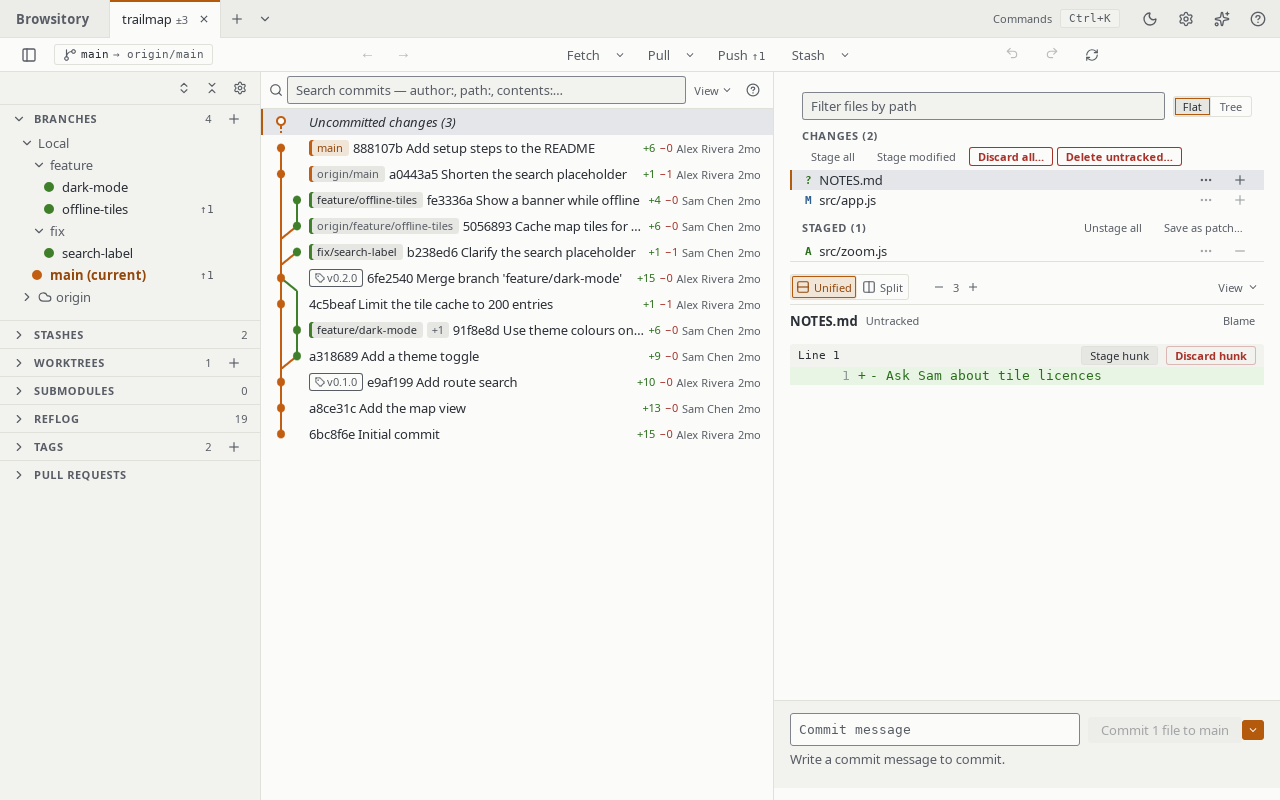 Browsitory
trailmap ±3
Commands Ctrl+K
main → origin/main
Fetch
Pull
Push ↑1
Stash
BRANCHES 4
Local
feature
dark-mode
offline-tiles ↑1
fix
search-label
main (current) ↑1
origin
STASHES 2
WORKTREES 1
SUBMODULES 0
REFLOG 19
TAGS 2
PULL REQUESTS
Search commits — author:, path:, contents:…
View
Uncommitted changes (3)
main 888107b Add setup steps to the README +6 −0 Alex Rivera 2mo
origin/main a0443a5 Shorten the search placeholder +1 −1 Alex Rivera 2mo
feature/offline-tiles fe3336a Show a banner while offline +4 −0 Sam Chen 2mo
origin/feature/offline-tiles 5056893 Cache map tiles for … +6 −0 Sam Chen 2mo
fix/search-label b238ed6 Clarify the search placeholder +1 −1 Sam Chen 2mo
v0.2.0 6fe2540 Merge branch 'feature/dark-mode' +15 −0 Alex Rivera 2mo
4c5beaf Limit the tile cache to 200 entries +1 −1 Alex Rivera 2mo
feature/dark-mode +1 91f8e8d Use theme colours on… +6 −0 Sam Chen 2mo
a318689 Add a theme toggle +9 −0 Sam Chen 2mo
v0.1.0 e9af199 Add route search +10 −0 Sam Chen 2mo
a8ce31c Add the map view +13 −0 Sam Chen 2mo
6bc8f6e Initial commit +15 −0 Alex Rivera 2mo
Filter files by path
Flat Tree
CHANGES (2)
Stage all Stage modified Discard all… Delete untracked…
? NOTES.md
M src/app.js
STAGED (1) Unstage all Save as patch…
A src/zoom.js
Unified Split − 3 + View
NOTES.md Untracked Blame
Line 1 Stage hunk Discard hunk
1 +- Ask Sam about tile licences
Commit message
Commit 1 file to main
Write a commit message to commit.